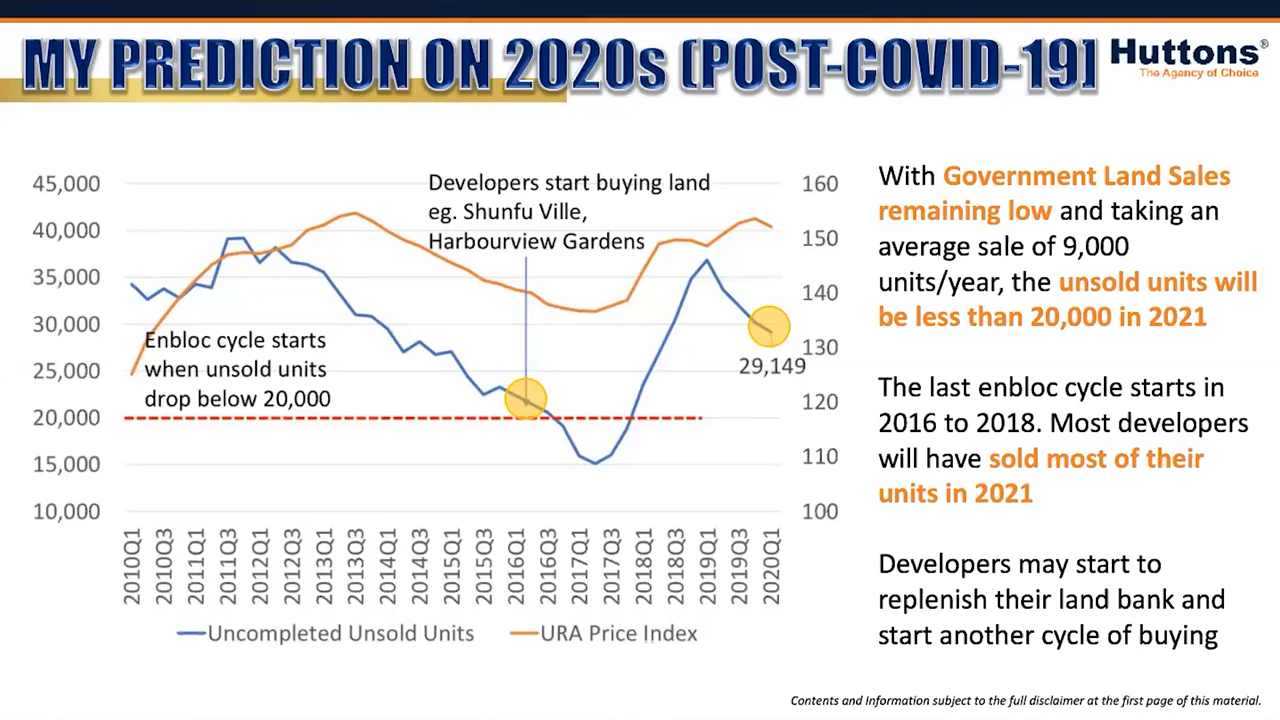 MY PREDICTION ON 2020s [POST-COVID-19]
Huttons®
The Agency of Choice
45,000
40,000
35,000
30,000
25,000
20,000
15,000
10,000
Developers start buying land
eg. Shunfu Ville,
Harbourview Gardens
Enbloc cycle starts
when unsold units
drop below 20,000
29,149
160
150
140
130
120
110
100
2010Q1
2010Q3
2011Q1
2011Q3
2012Q1
2012Q3
2013Q1
2013Q3
2014Q1
2014Q3
2015Q1
2015Q3
2016Q1
2016Q3
2017Q1
2017Q3
2018Q1
2018Q3
2019Q1
2019Q3
2020Q1
Uncompleted Unsold Units
URA Price Index
With Government Land Sales
remaining low and taking an
average sale of 9,000
units/year, the unsold units will
be less than 20,000 in 2021
The last enbloc cycle starts in
2016 to 2018. Most developers
will have sold most of their
units in 2021
Developers may start to
replenish their land bank and
start another cycle of buying
Contents and Information subject to the full disclaimer at the first page of this material.